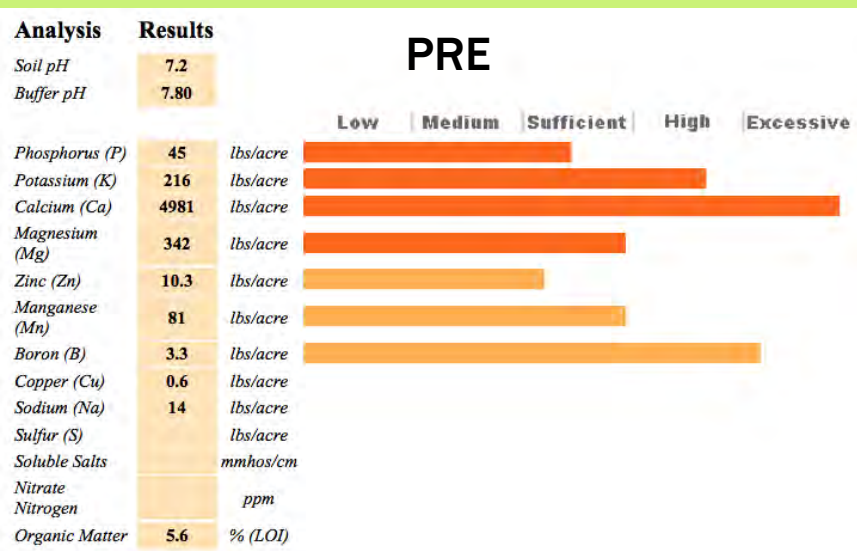 Analysis Results
PRE
Soil pH 7.2
Buffer pH 7.80
Low Medium Sufficient High Excessive
Phosphorus (P) 45 lbs/acre
Potassium (K) 216 lbs/acre
Calcium (Ca) 4981 lbs/acre
Magnesium
(Mg) 342 lbs/acre
Zinc (Zn) 10.3 lbs/acre
Manganese
(Mn) 81 lbs/acre
Boron (B) 3.3 lbs/acre
Copper (Cu) 0.6 lbs/acre
Sodium (Na) 14 lbs/acre
Sulfur (S) lbs/acre
Soluble Salts mmhos/cm
Nitrate
Nitrogen ppm
Organic Matter 5.6 % (LOI)